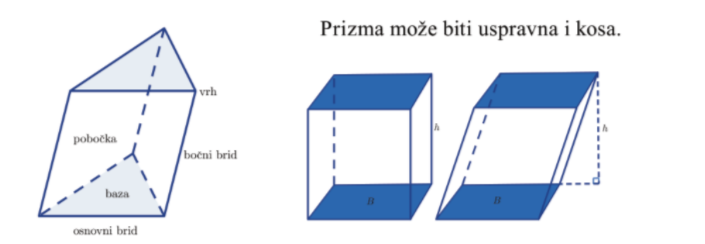 Prizma može biti uspravna i kosa.
vrh
pobočka
bočni brid
baza
osnovni brid
h
B
h
B